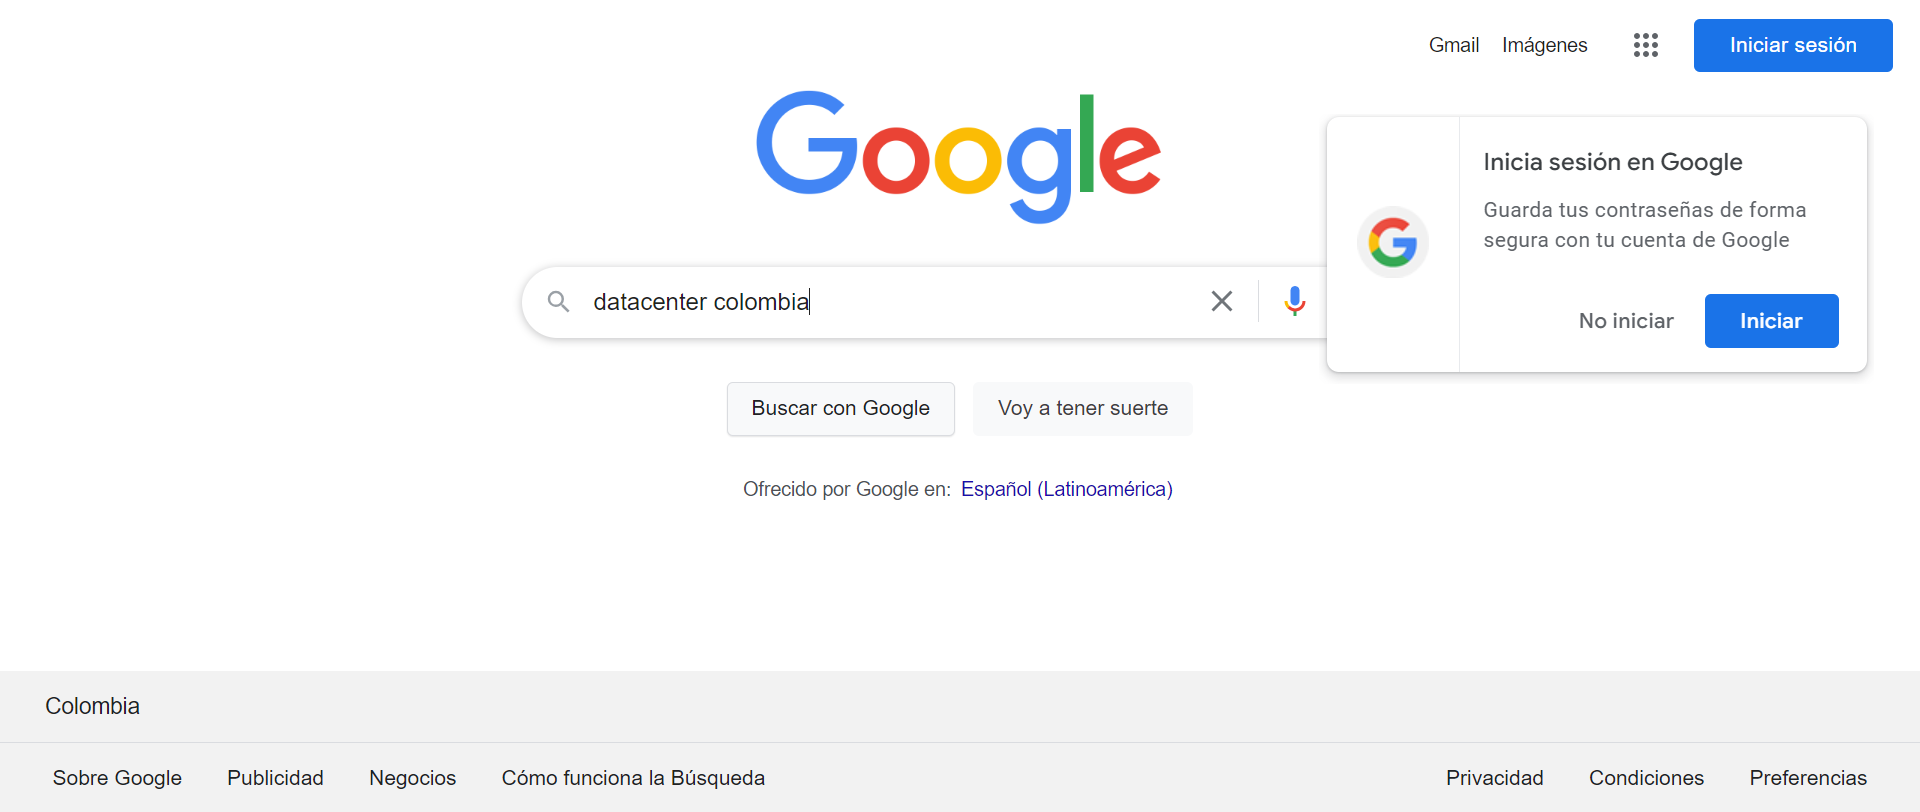 Gmail Imágenes Iniciar sesión
Google
Inicia sesión en Google
Guarda tus contraseñas de forma
segura con tu cuenta de Google
No iniciar Iniciar
datacenter colombia
Buscar con Google Voy a tener suerte
Ofrecido por Google en: Español (Latinoamérica)
Colombia
Sobre Google Publicidad Negocios Cómo funciona la Búsqueda Privacidad Condiciones Preferencias